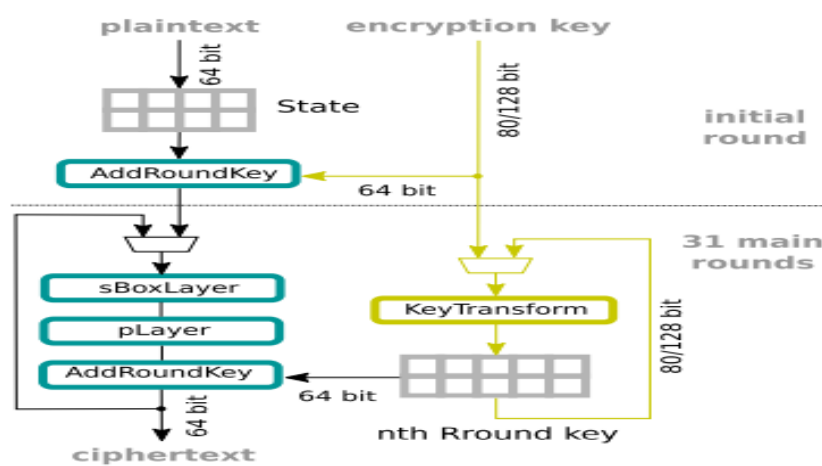 plaintext
encryption key
64 bit
80/128 bit
State
initial
round
AddRoundKey
64 bit
31 main
rounds
sBoxLayer
KeyTransform
pLayer
80/128 bit
AddRoundKey
64 bit
64 bit
nth Rround key
ciphertext